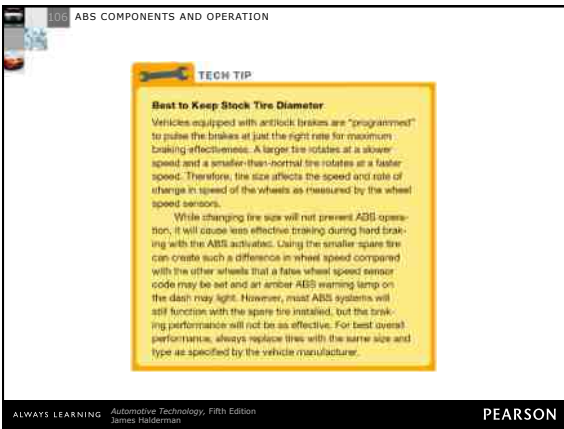 106 ABS COMPONENTS AND OPERATION
TECH TIP
Best to Keep Stock Tire Diameter
Vehicles equipped with antilock brakes are "programmed"
to pulse the brakes at just the right rate for maximum
braking effectiveness. A larger tire rotates at a slower
speed and a smaller-than-normal tire rotates at a faster
speed. Therefore, tire size affects the speed and rate of
change in speed of the wheels as measured by the wheel
speed sensors.
While changing tire size will not prevent ABS opera-
tion, it will cause less effective braking during hard brak-
ing with the ABS activated. Using the smaller spare tire
can create such a difference in wheel speed compared
with the other wheels that a false wheel speed sensor
code may be set and an amber ABS warning lamp on
the dash may light. However, most ABS systems will
still function with the spare tire installed, but the brak-
ing performance will not be as effective. For best overall
performance, always replace tires with the same size and
type as specified by the vehicle manufacturer.
ALWAYS LEARNING Automotive Technology, Fifth Edition
James Halderman
PEARSON